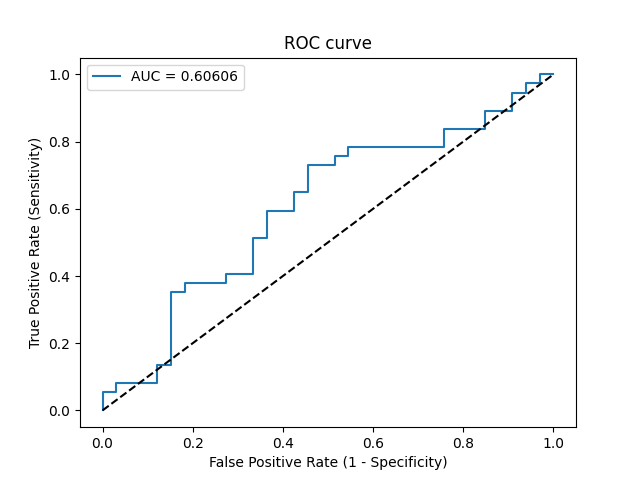 ROC curve
AUC = 0.60606
True Positive Rate (Sensitivity)
1.0
0.8
0.6
0.4
0.2
0.0
0.0 0.2 0.4 0.6 0.8 1.0
False Positive Rate (1 - Specificity)